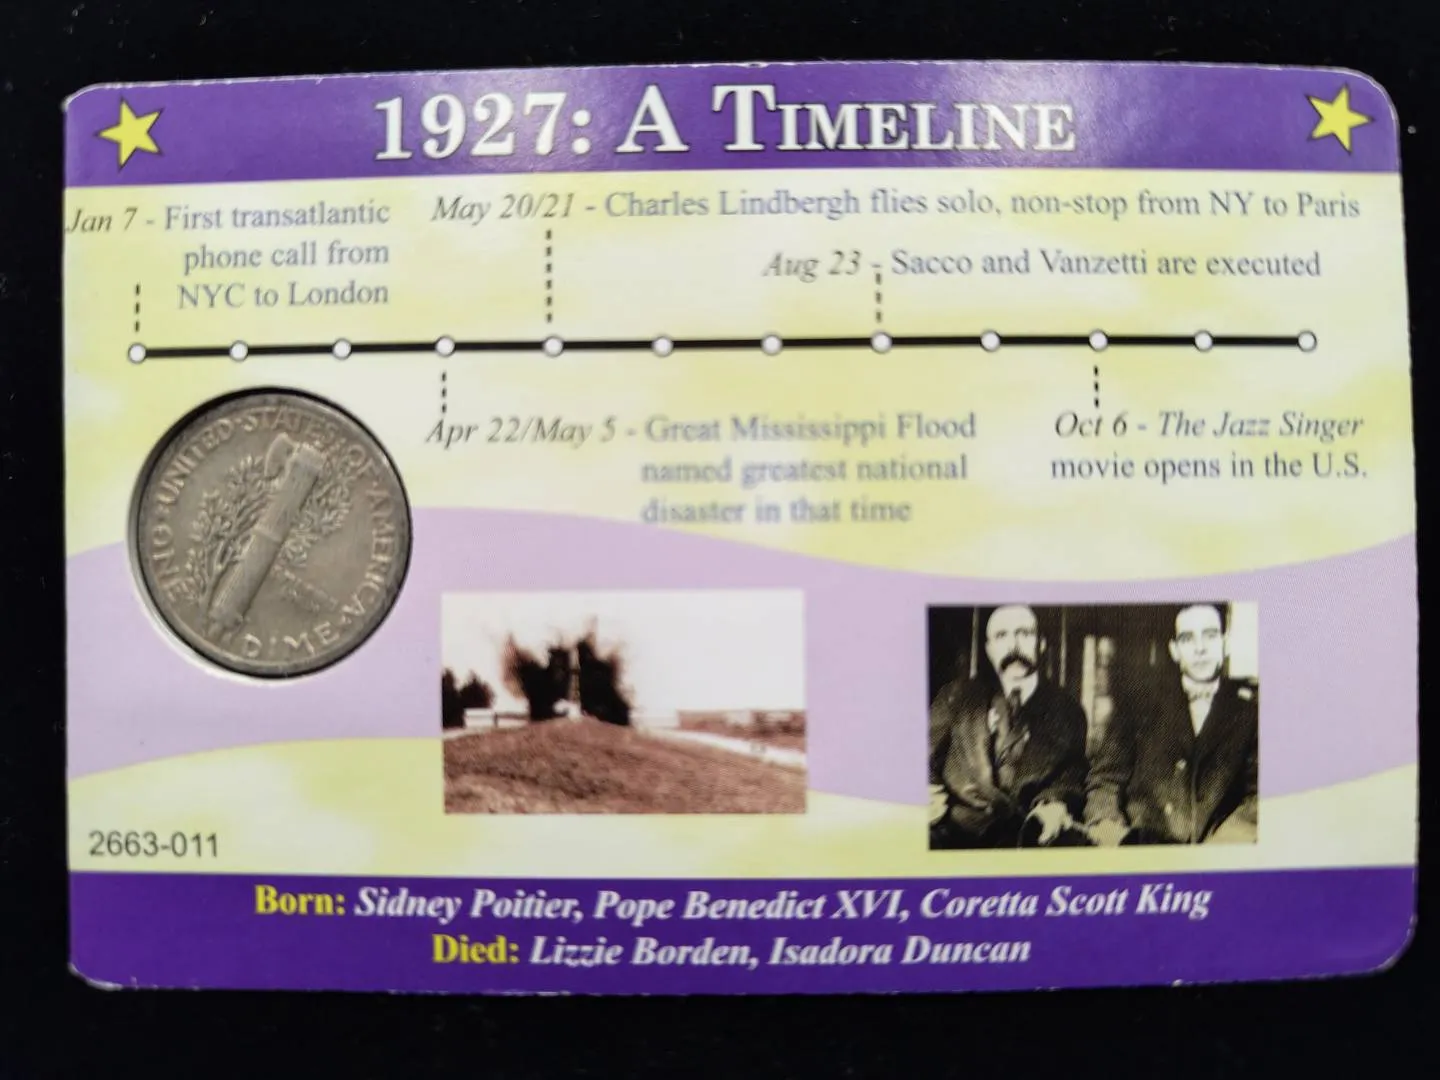 1927: A TIMELINE
Jan 7 - First transatlantic
phone call from
NYC to London
May 20/21 - Charles Lindbergh flies solo, non-stop from NY to Paris
Aug 23 - Sacco and Vanzetti are executed
Apr 22/May 5 - Great Mississippi Flood
named greatest national
disaster in that time
Oct 6 - The Jazz Singer
movie opens in the U.S.
UNITED·STATES·OF·AMERICA
DIME
2663-011
Born: Sidney Poitier, Pope Benedict XVI, Coretta Scott King
Died: Lizzie Borden, Isadora Duncan